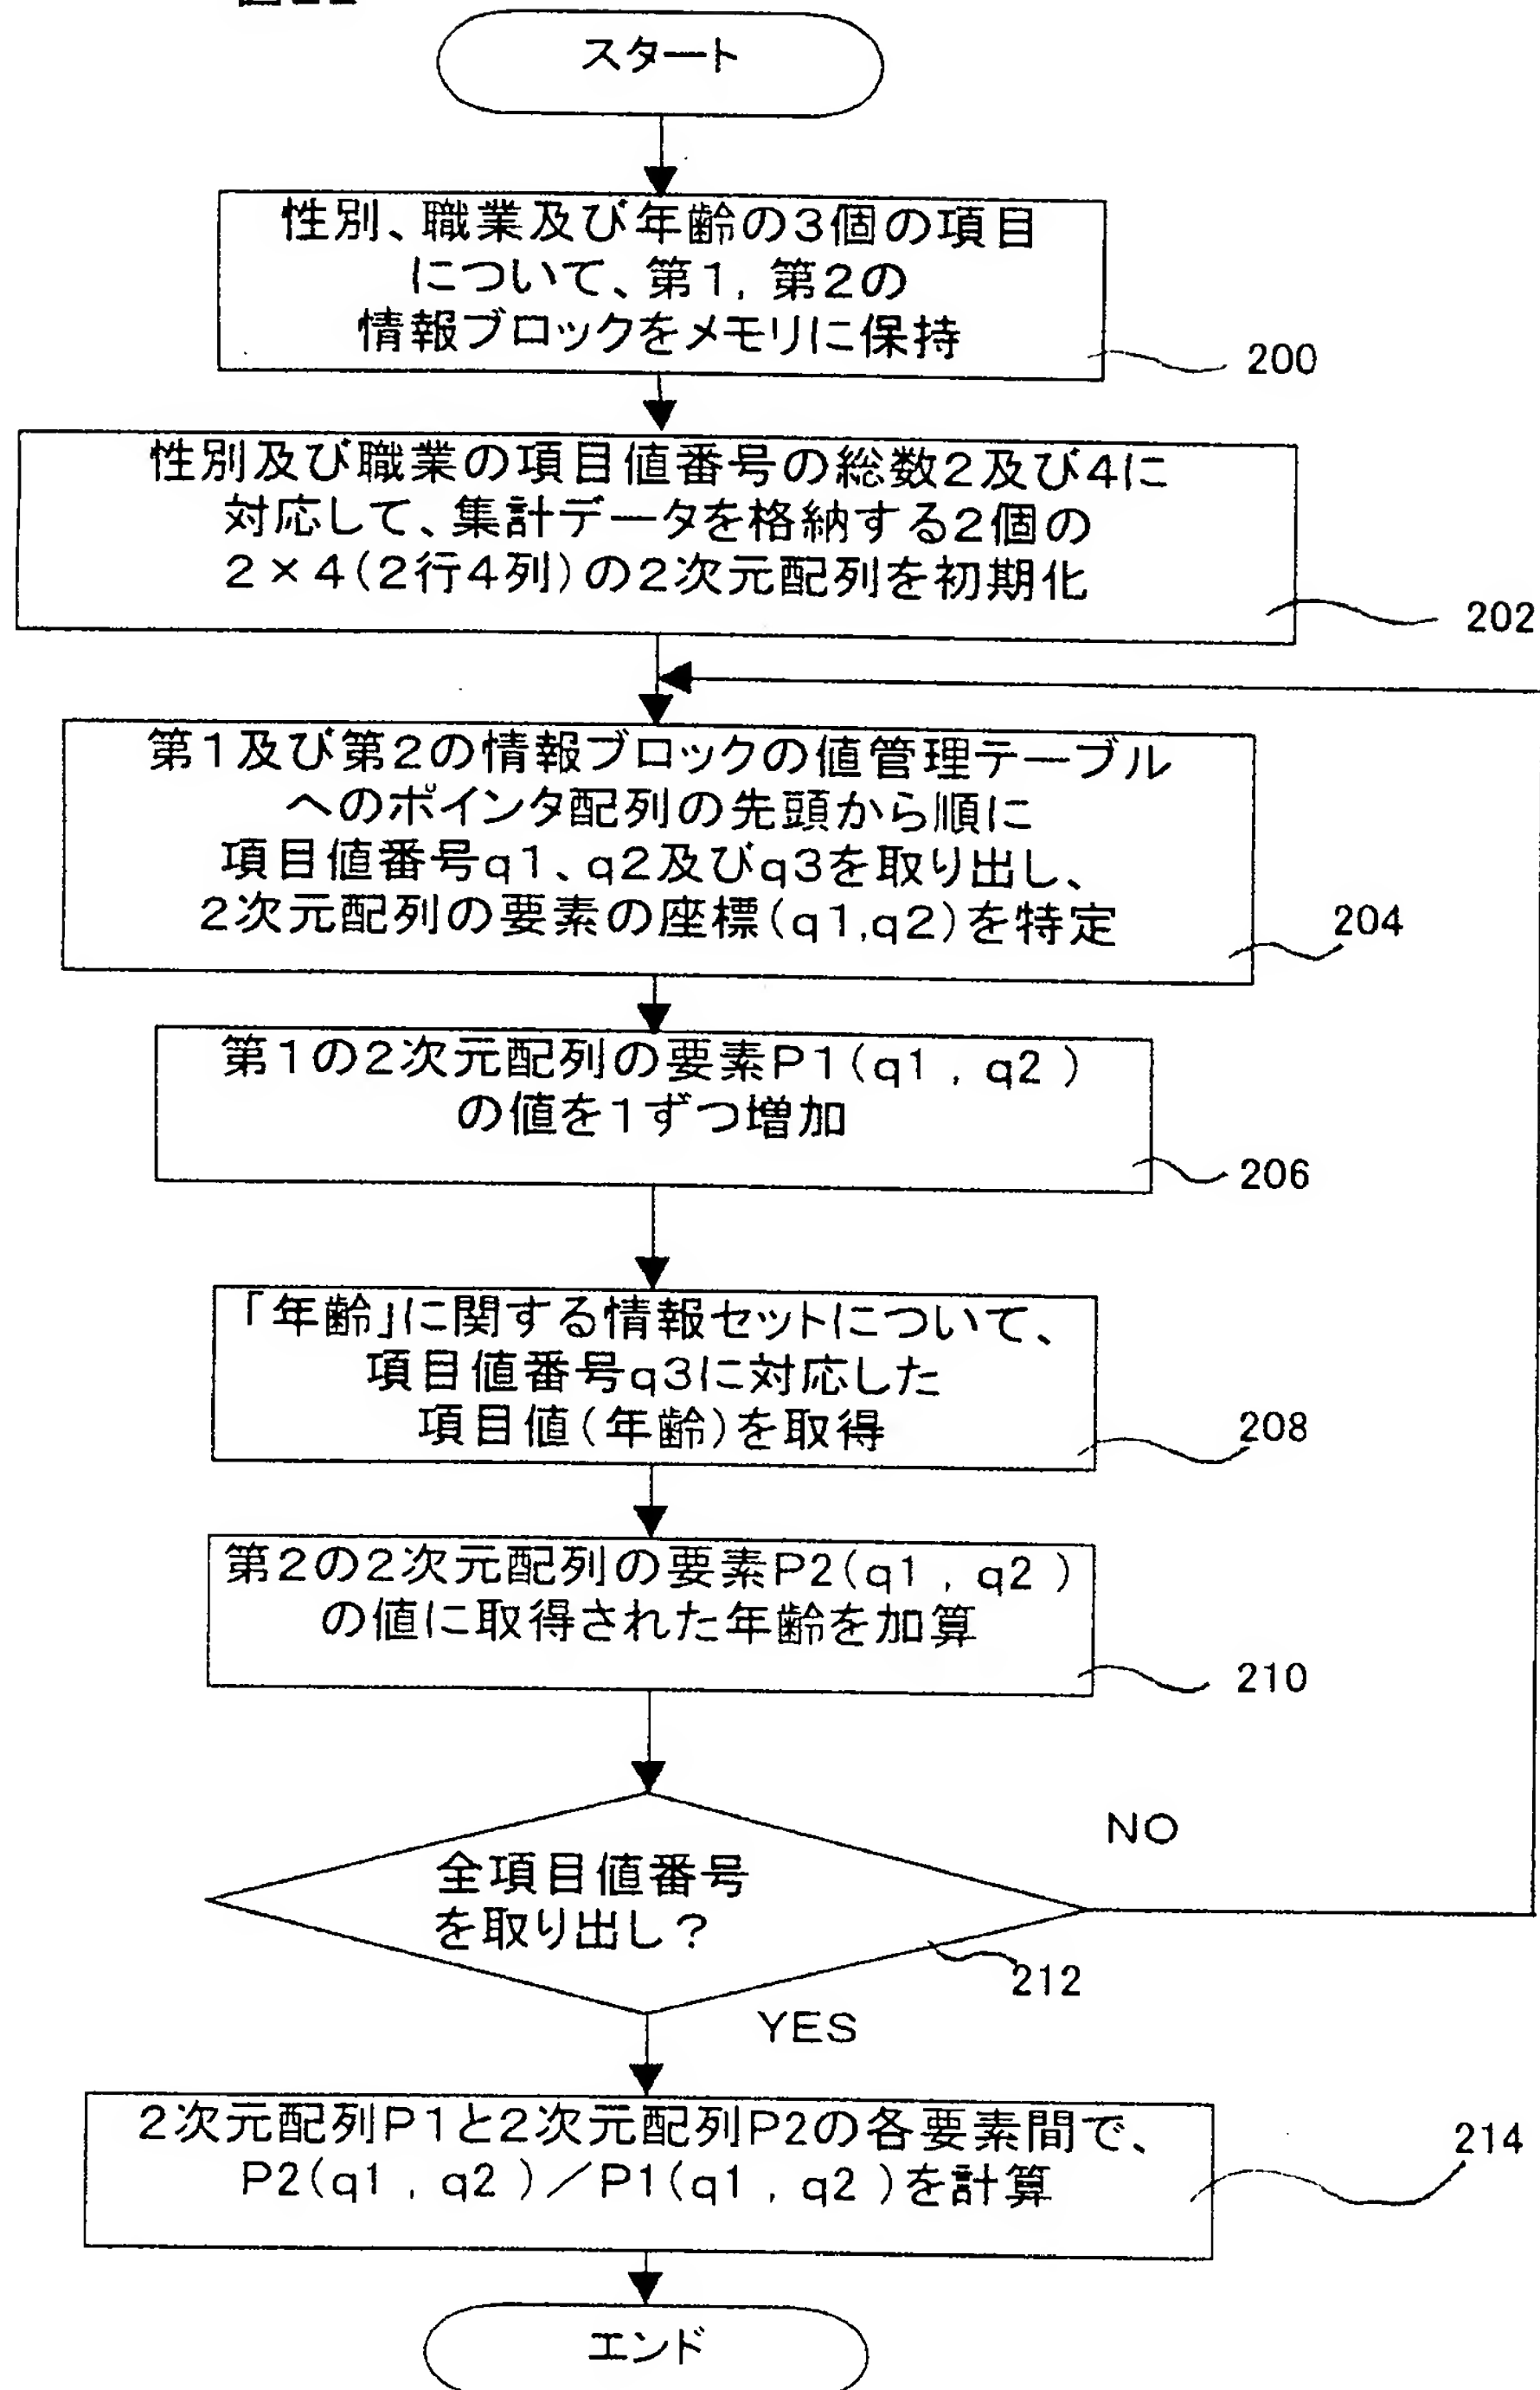 スタート
性別、職業及び年齢の3個の項目
について、第1, 第2の
情報ブロックをメモリに保持
200
性別及び職業の項目値番号の総数2及び4に
対応して、集計データを格納する2個の
2×4(2行4列)の2次元配列を初期化
202
第1及び第2の情報ブロックの値管理テーブル
へのポインタ配列の先頭から順に
項目値番号q1、q2及びq3を取り出し、
2次元配列の要素の座標(q1,q2)を特定
204
第1の2次元配列の要素P1(q1 , q2 )
の値を1ずつ増加
206
「年齢」に関する情報セットについて、
項目値番号q3に対応した
項目値(年齢)を取得
208
第2の2次元配列の要素P2(q1 , q2 )
の値に取得された年齢を加算
210
NO
全項目値番号
を取り出し?
212
YES
2次元配列P1と2次元配列P2の各要素間で、
P2(q1 , q2 )/P1(q1 , q2 )を計算
214
エンド